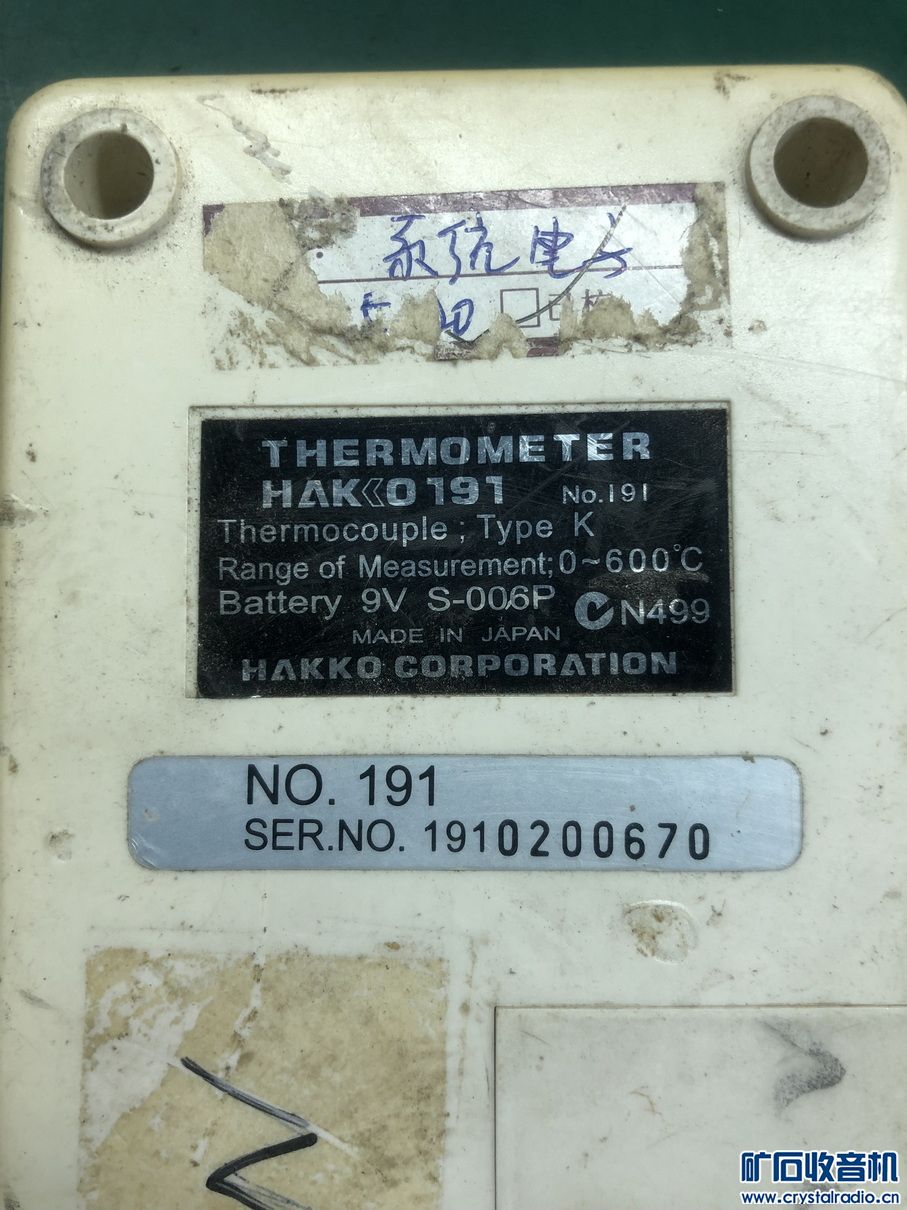 电
THERMOMETER
HAKKO 191 No.191
Thermocouple ; Type K
Range of Measurement;0~600°C
Battery 9V S-006P N499
MADE IN JAPAN
HAKKO CORPORATION
NO. 191
SER.NO. 1910200670
矿石收音机
www.crystalradio.cn